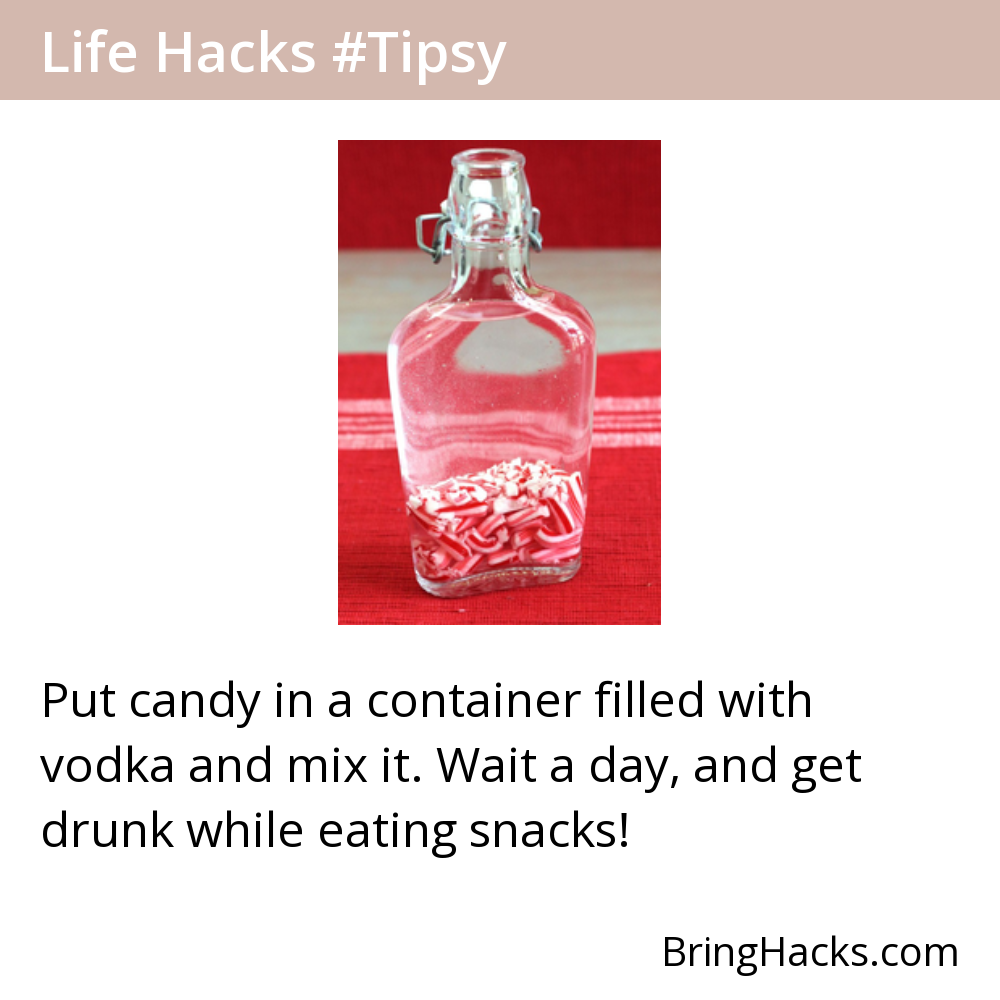 Life Hacks #Tipsy
Put candy in a container filled with
vodka and mix it. Wait a day, and get
drunk while eating snacks!
BringHacks.com